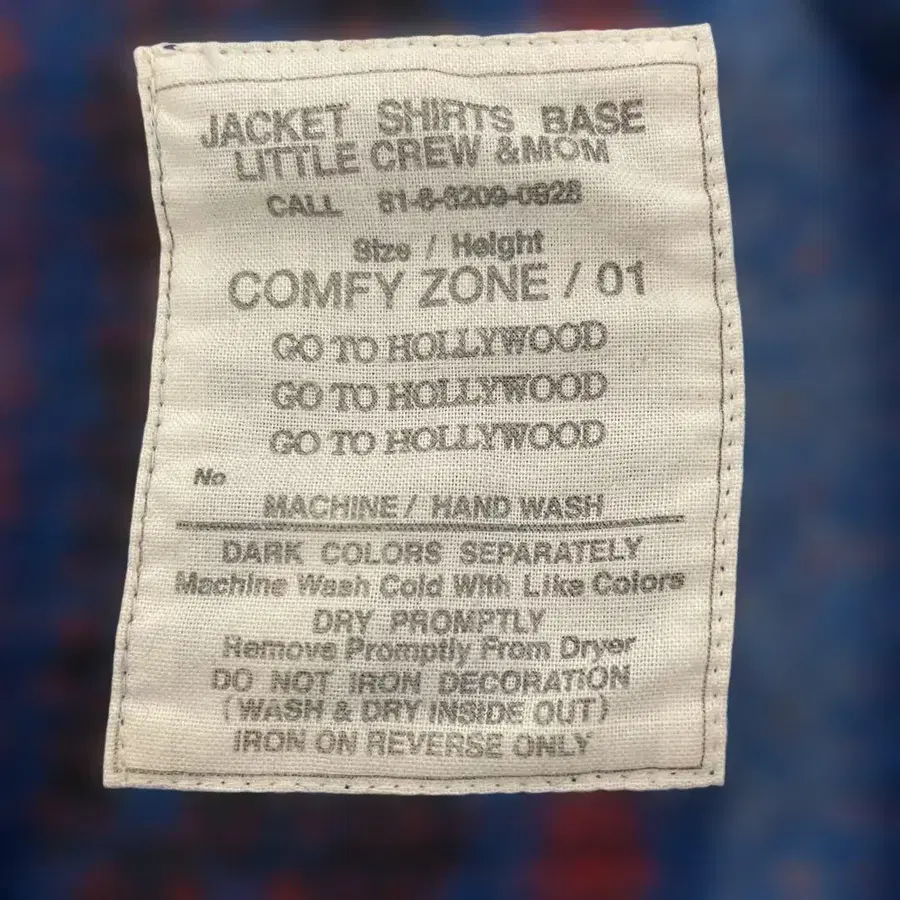 JACKET SHIRTS BASE
LITTLE CREW &MOM
CALL 81-6-6209-0928
Size / Height
COMFY ZONE / 01
GO TO HOLLYWOOD
GO TO HOLLYWOOD
GO TO HOLLYWOOD
No
MACHINE / HAND WASH
DARK COLORS SEPARATELY
Machine Wash Cold With Like Colors
DRY PROMPTLY
Remove Promptly From Dryer
DO NOT IRON DECORATION
(WASH & DRY INSIDE OUT)
IRON ON REVERSE ONLY